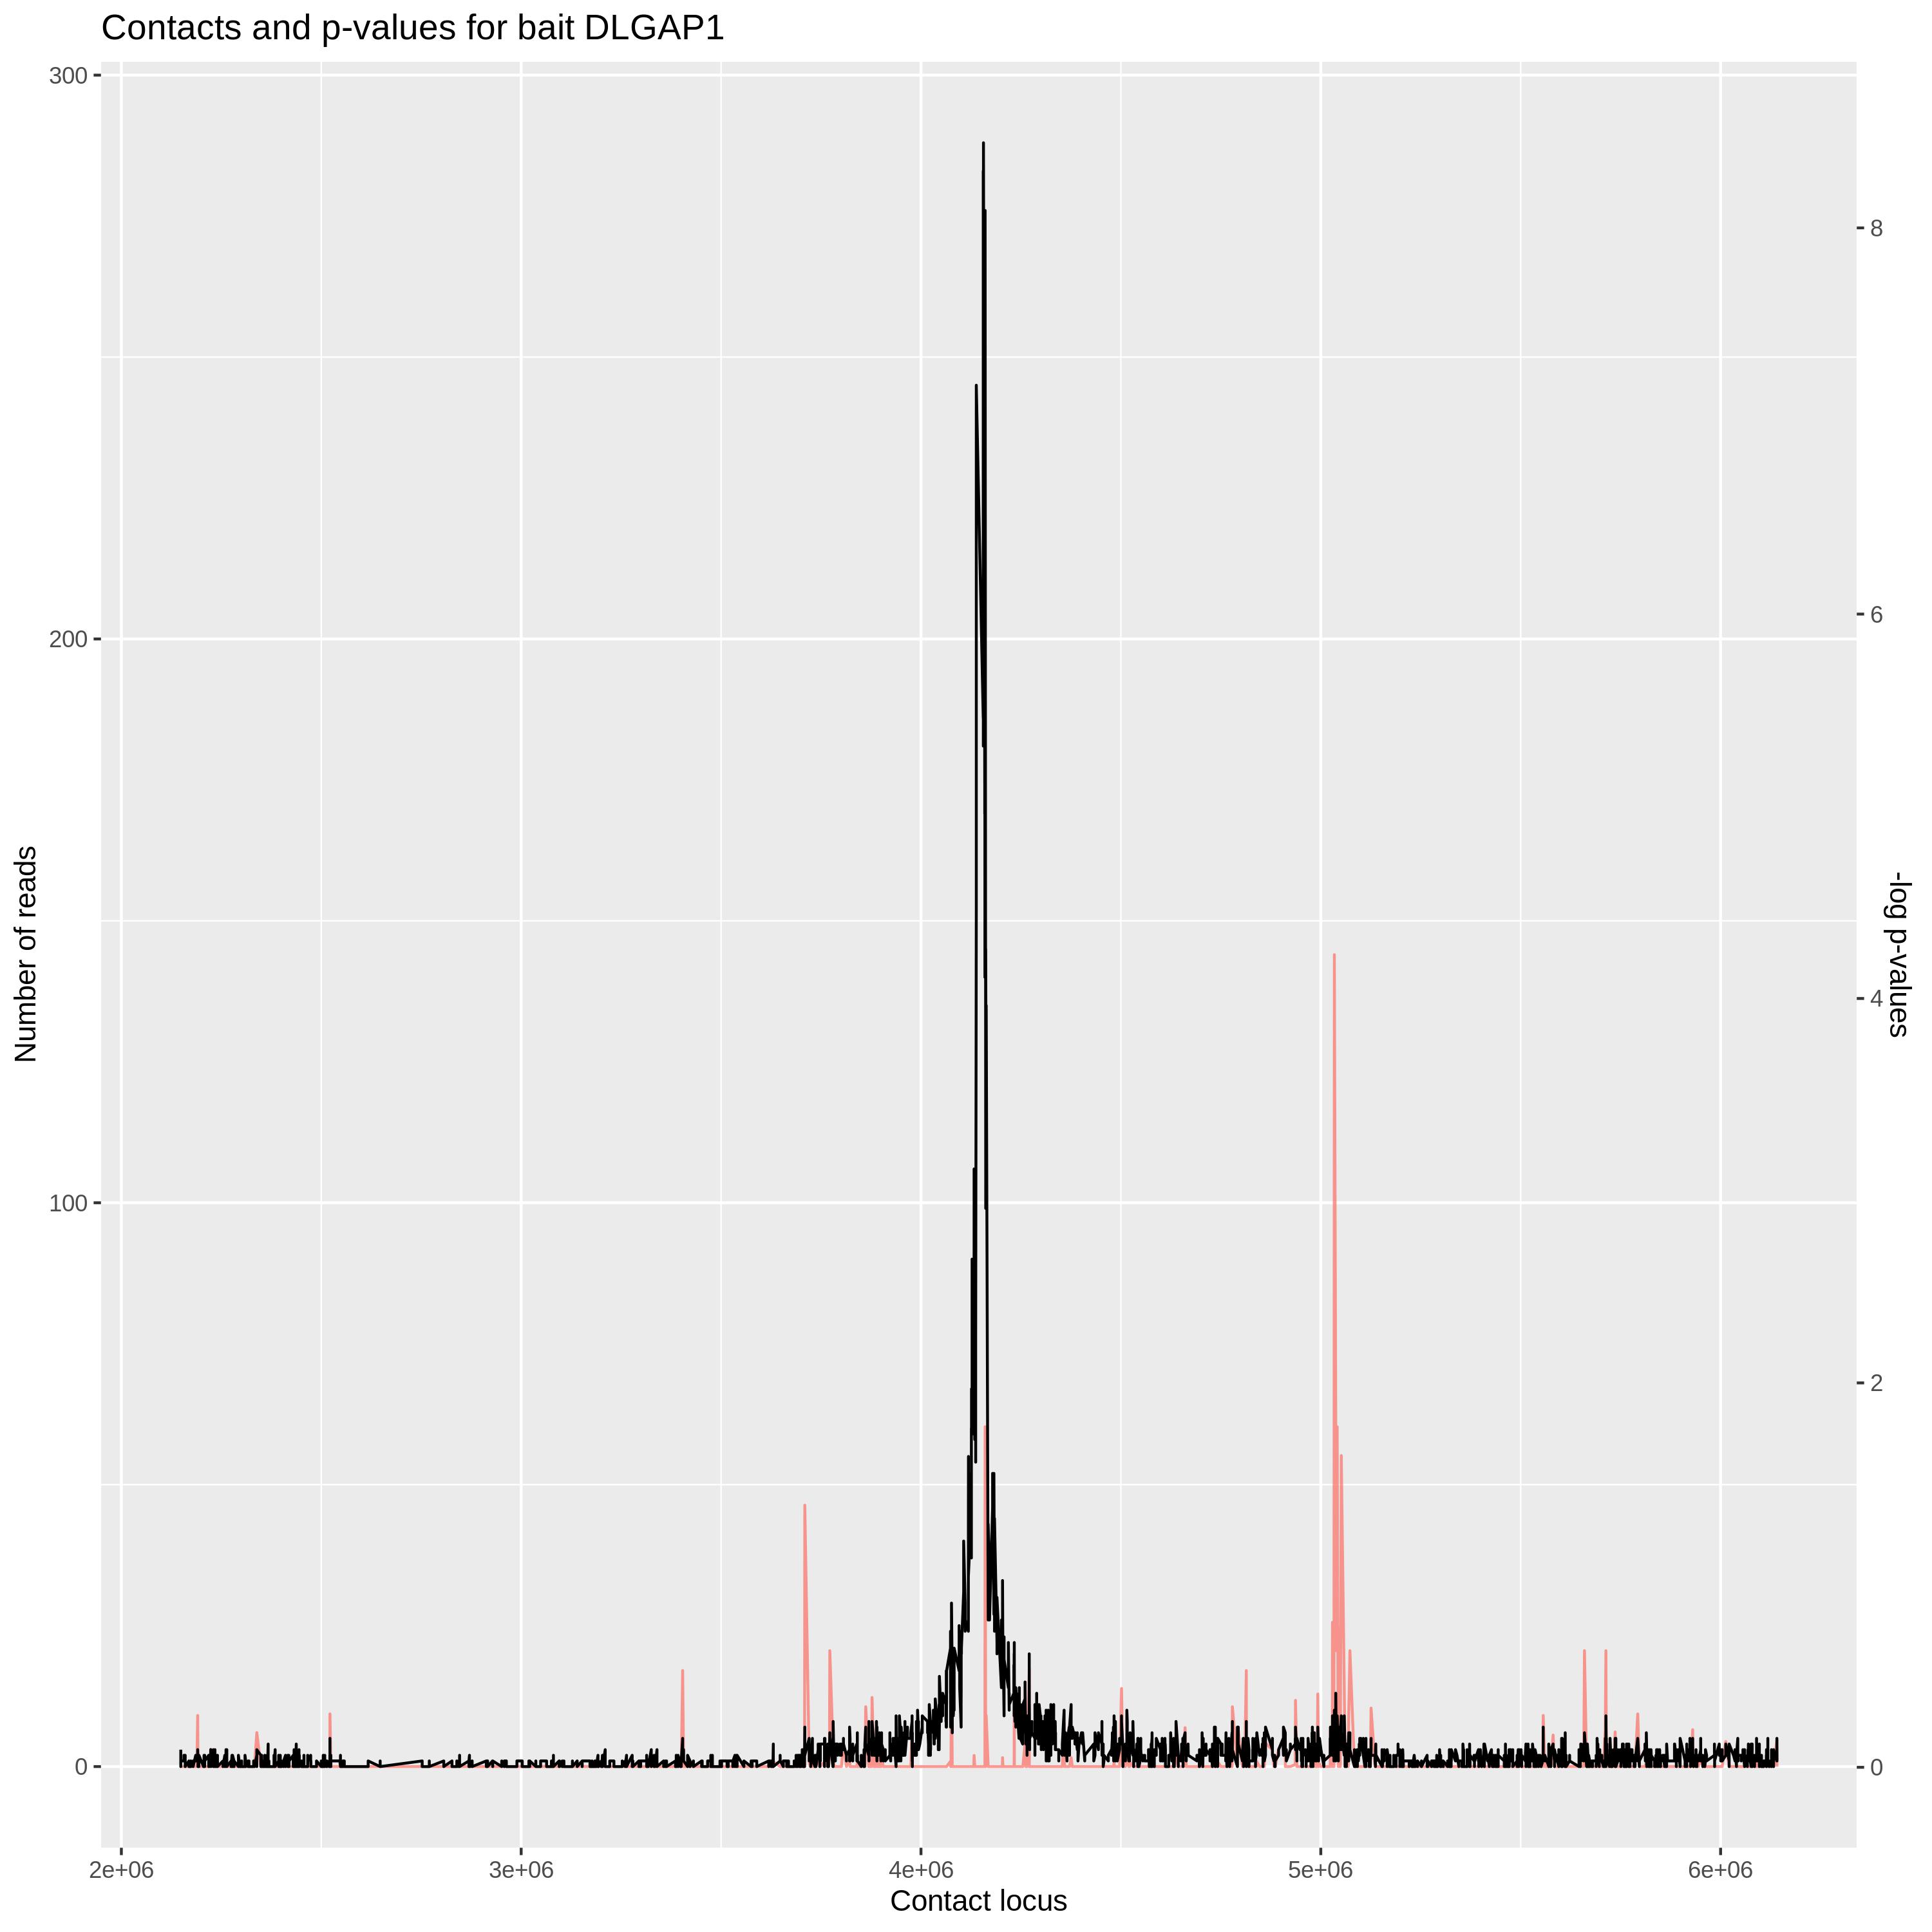 Contacts and p-values for bait DLGAP1
300
200
100
0
Number of reads
8
6
4
2
0
-log p-values
2e+06
3e+06
4e+06
5e+06
6e+06
Contact locus